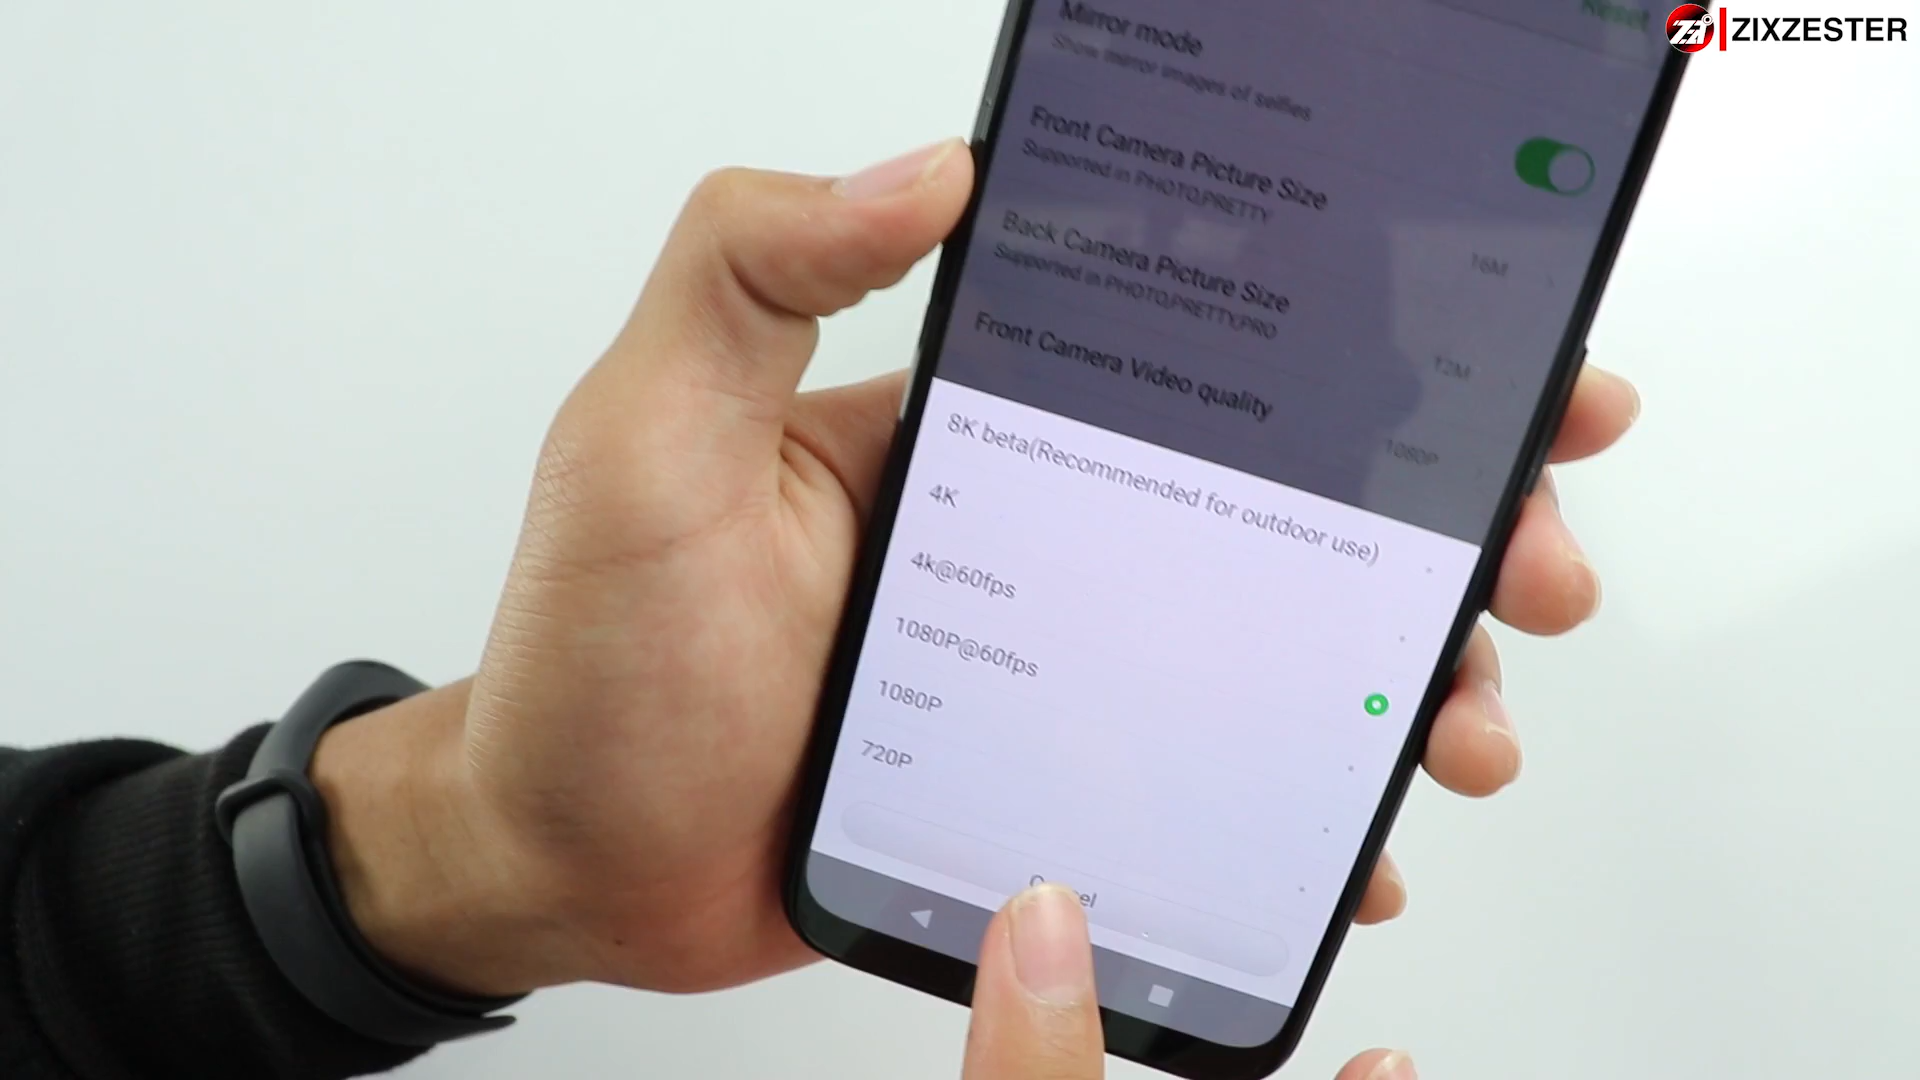 Reset
ZIXZESTER
Mirror mode
Show mirror images of selfies
Front Camera Picture Size
Supported in PHOTO,PRETTY
16M
Back Camera Picture Size
Supported in PHOTO,PRETTY,PRO
12M
Front Camera Video quality
1080P
8K beta(Recommended for outdoor use)
4K
4k@60fps
1080P@60fps
1080P
720P